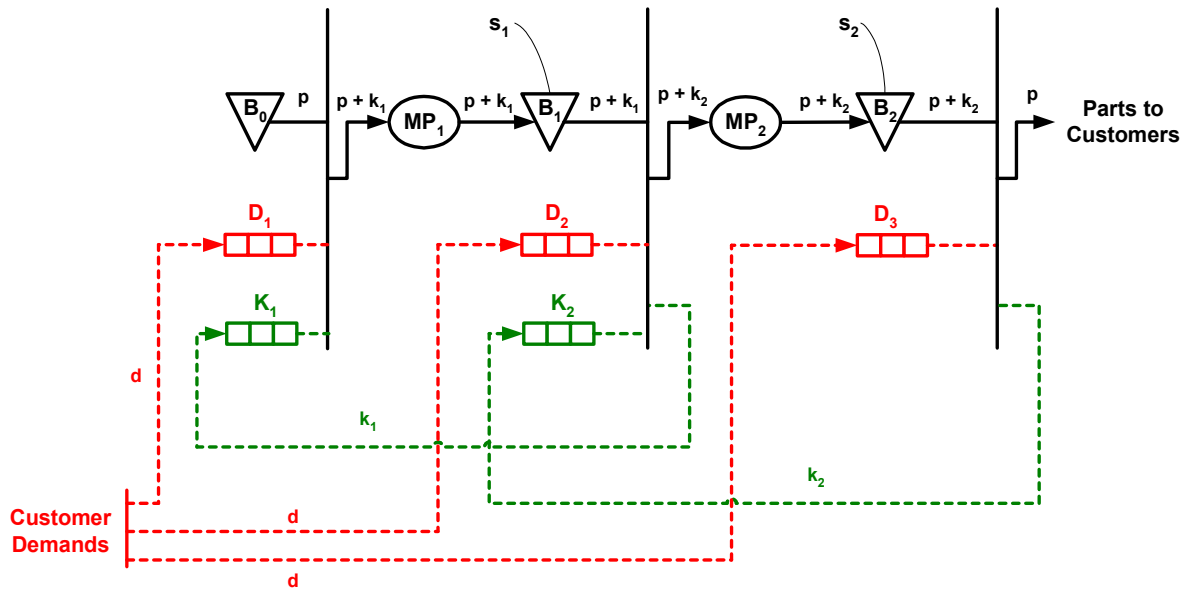 s₁
s₂
B₀
p
p + k₁
MP₁
p + k₁
B₁
p + k₁
p + k₂
MP₂
p + k₂
B₂
p + k₂
p
Parts to
Customers
D₁
D₂
D₃
K₁
K₂
d
k₁
k₂
Customer
Demands
d
d